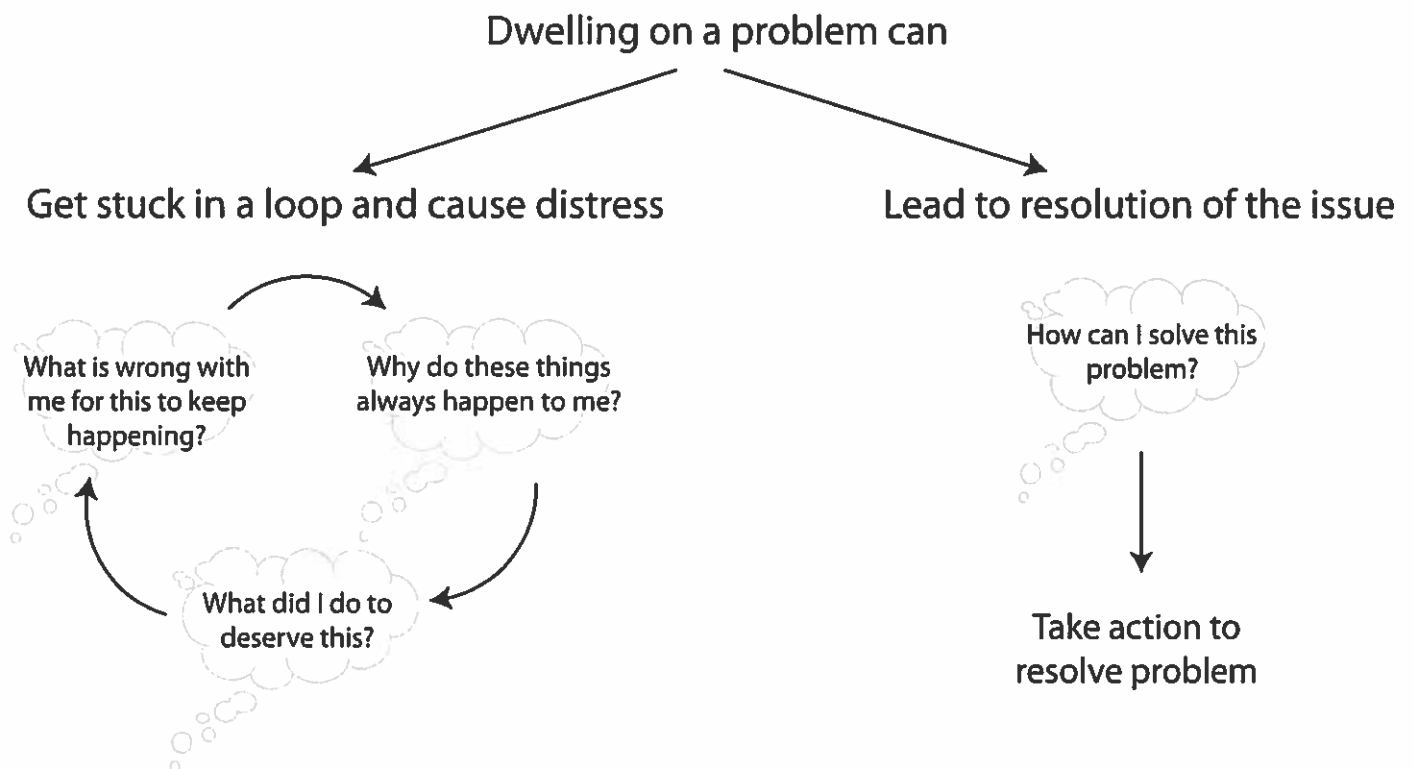 Dwelling on a problem can
Get stuck in a loop and cause distress
Lead to resolution of the issue
What is wrong with
me for this to keep
happening?
Why do these things
always happen to me?
What did I do to
deserve this?
How can I solve this
problem?
Take action to
resolve problem